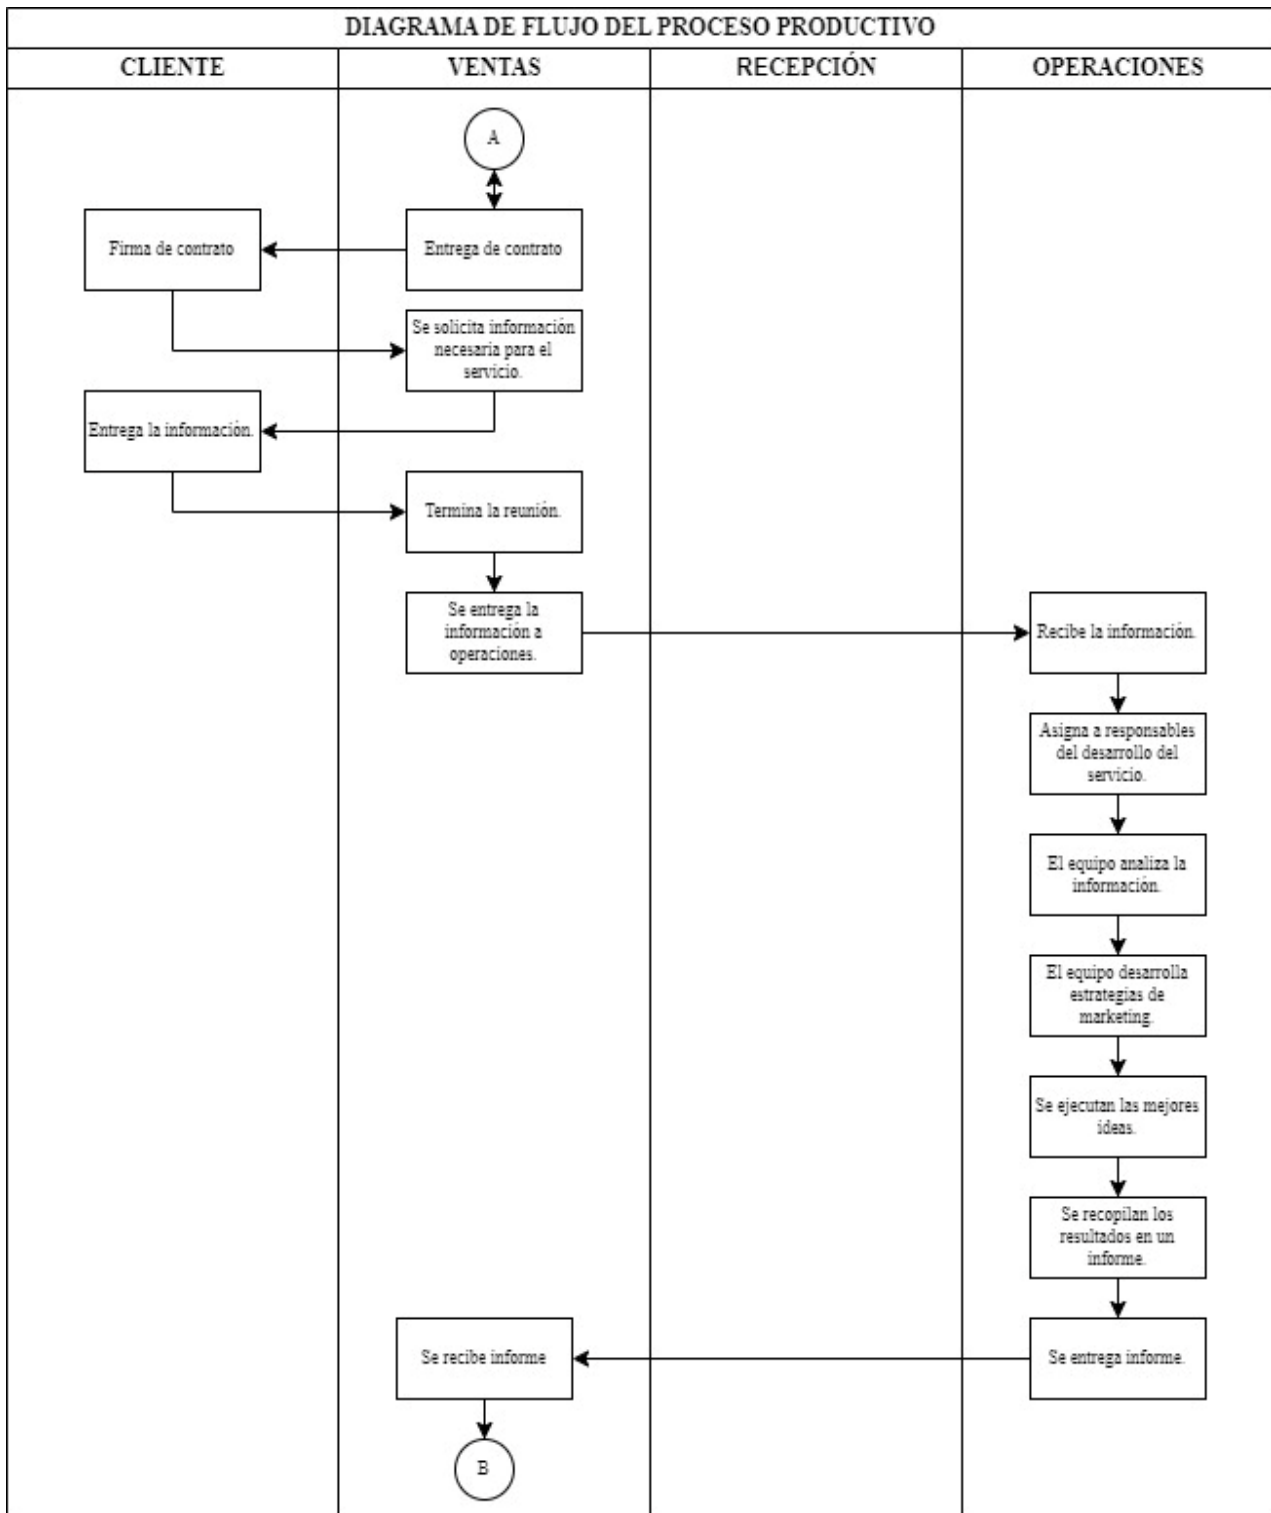 DIAGRAMA DE FLUJO DEL PROCESO PRODUCTIVO
CLIENTE
VENTAS
RECEPCIÓN
OPERACIONES
A
Firma de contrato
Entrega de contrato
Se solicita información
necesaria para el
servicio.
Entrega la información.
Termina la reunión.
Se entrega la
información a
operaciones.
Recibe la información.
Asigna a responsables
del desarrollo del
servicio.
El equipo analiza la
información.
El equipo desarrolla
estrategias de
marketing.
Se ejecutan las mejores
ideas.
Se recopilan los
resultados en un
informe.
Se recibe informe
Se entrega informe.
B